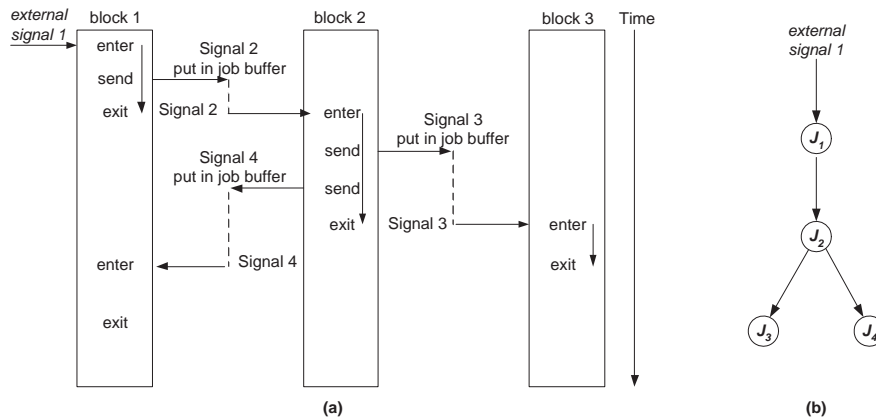 external
signal 1
block 1
enter
send
exit
enter
exit
Signal 2
put in job buffer
Signal 2
Signal 4
put in job buffer
Signal 4
block 2
enter
send
send
exit
Signal 3
put in job buffer
Signal 3
block 3
enter
exit
Time
(a)
external
signal 1
J1
J2
J3
J4
(b)